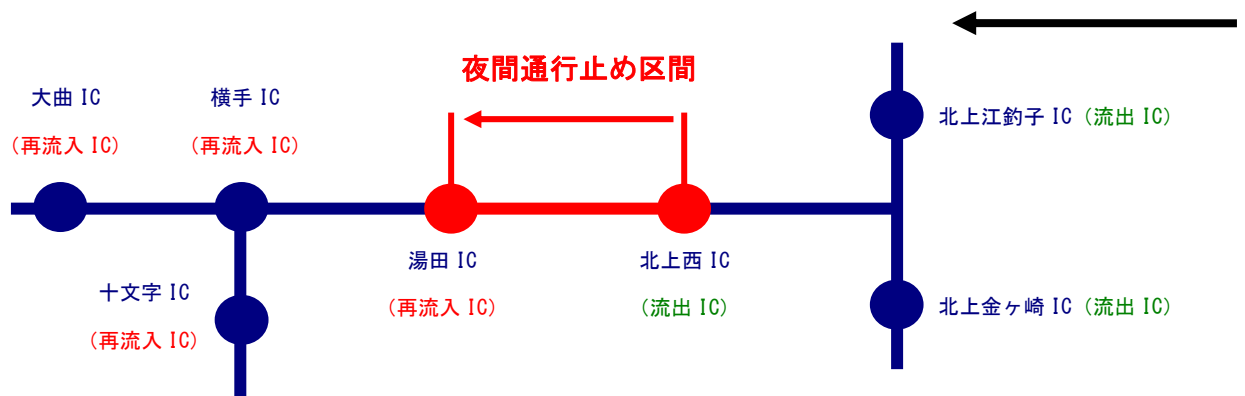 夜間通行止め区間
大曲 IC
(再流入 IC)
横手 IC
(再流入 IC)
北上江釣子 IC (流出 IC)
湯田 IC
(再流入 IC)
北上西 IC
(流出 IC)
十文字 IC
(再流入 IC)
北上金ヶ崎 IC (流出 IC)